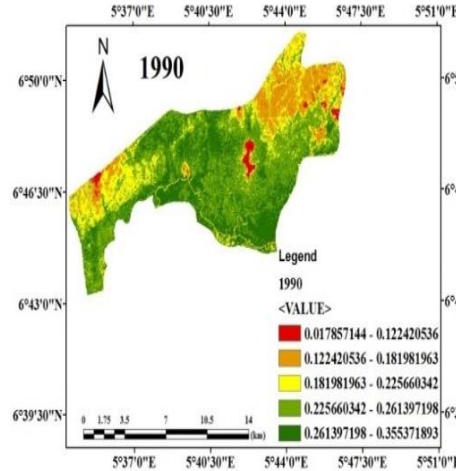 5°37'0"E 5°40'30"E 5°44'0"E 5°47'30"E 5°51'0"E
N
1990
6°50'0"N
6°46'30"N
6°43'0"N
6°39'30"N
Legend
1990
<VALUE>
0.017857144 - 0.122420536
0.122420536 - 0.181981963
0.181981963 - 0.225660342
0.225660342 - 0.261397198
0.261397198 - 0.355371893
0 1.75 3.5 7 10.5 14
(km)
5°37'0"E 5°40'30"E 5°44'0"E 5°47'30"E 5°51'0"E